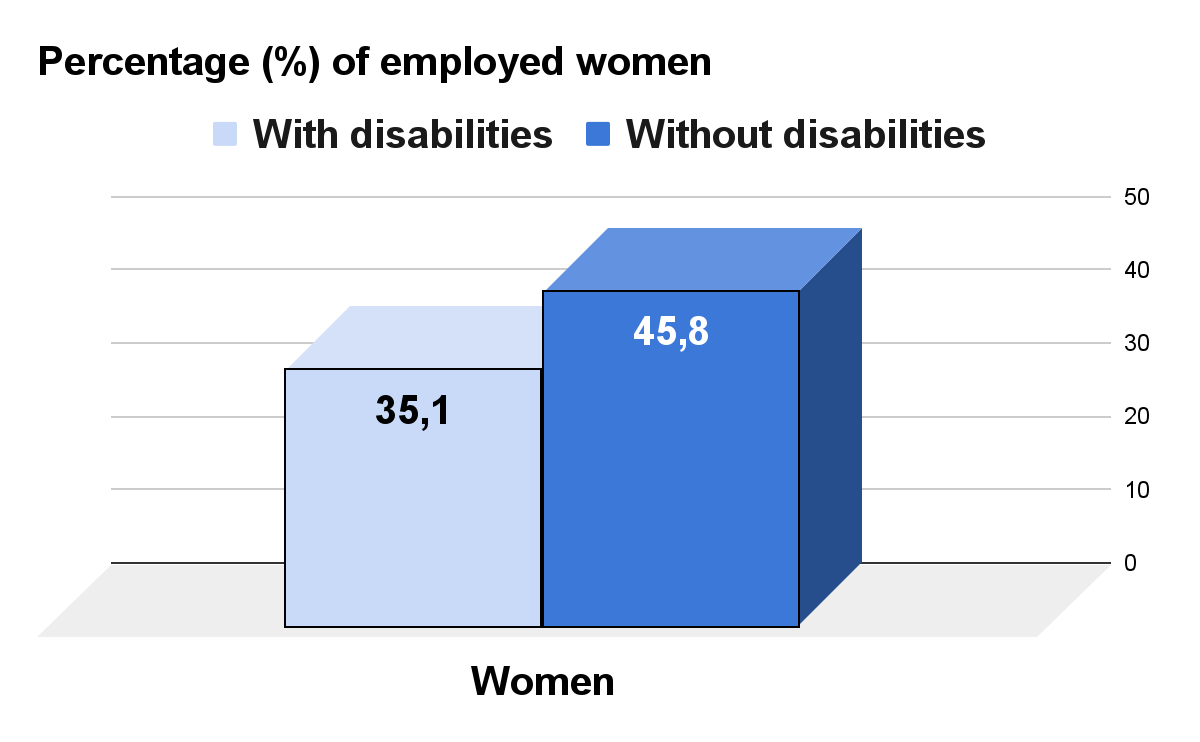 Percentage (%) of employed women
With disabilities Without disabilities
50
40
30
20
10
0
35,1
45,8
Women